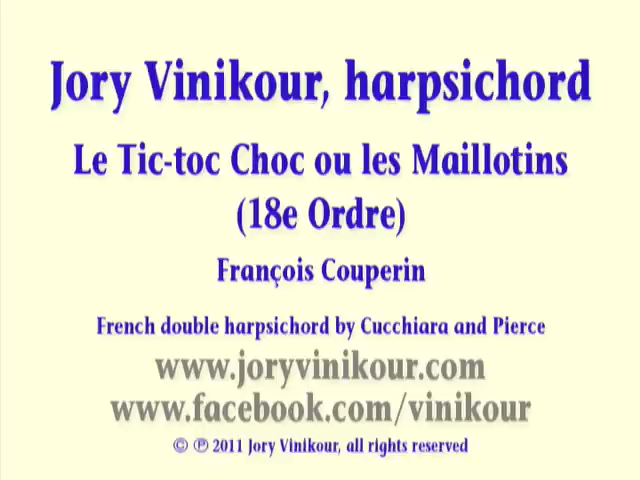 Jory Vinikour, harpsichord
Le Tic-toc Choc ou les Maillotins
(18e Ordre)
François Couperin
French double harpsichord by Cucchiara and Pierce
www.joryvinikour.com
www.facebook.com/vinikour
© ℗ 2011 Jory Vinikour, all rights reserved